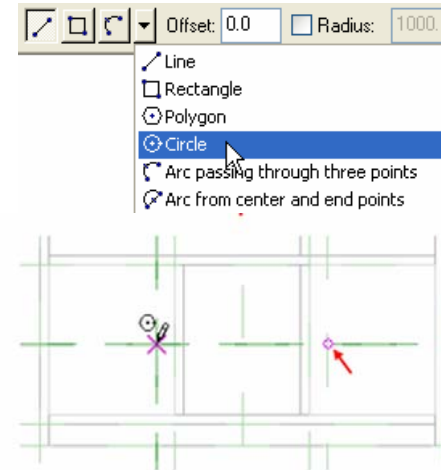 Offset: 0.0 Radius: 1000.
Line
Rectangle
Polygon
Circle
Arc passing through three points
Arc from center and end points